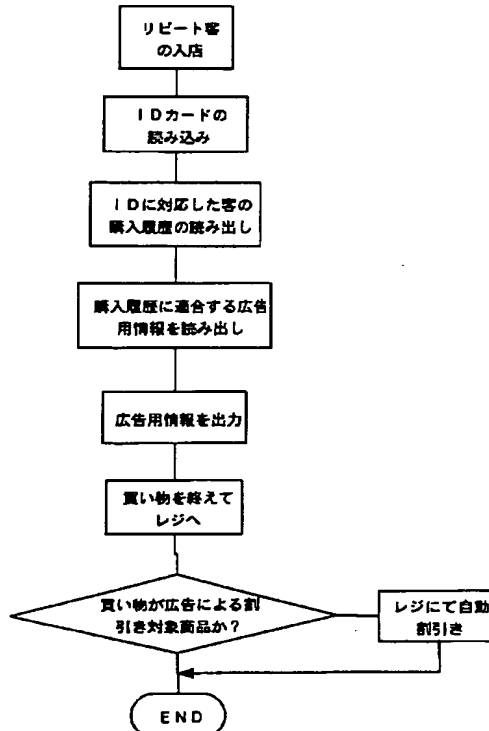 リピート客
の入店
IDカードの
読み込み
IDに対応した客の
購入履歴の読み出し
購入履歴に適合する広告
用情報を読み出し
広告用情報を出力
買い物を終えて
レジへ
買い物が広告による割
引き対象商品か?
レジにて自動
割引き
END